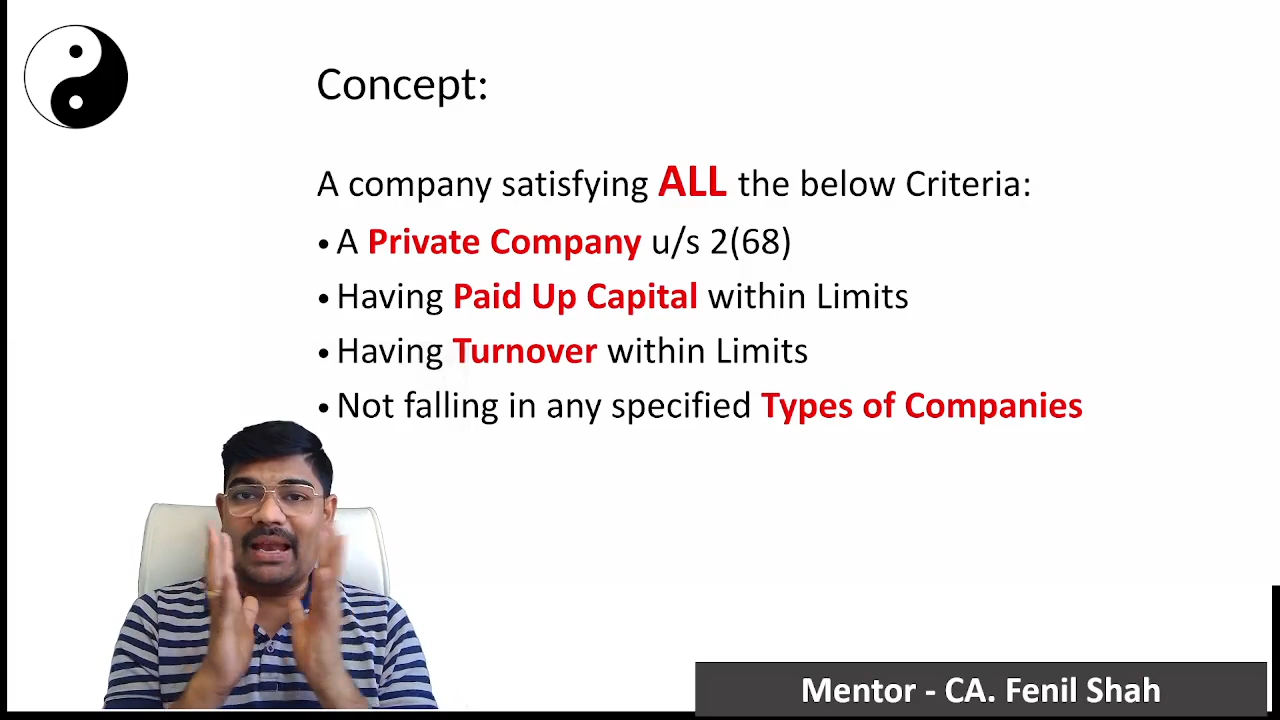 Concept:
A company satisfying ALL the below Criteria:
• A Private Company u/s 2(68)
• Having Paid Up Capital within Limits
• Having Turnover within Limits
• Not falling in any specified Types of Companies
Mentor - CA. Fenil Shah